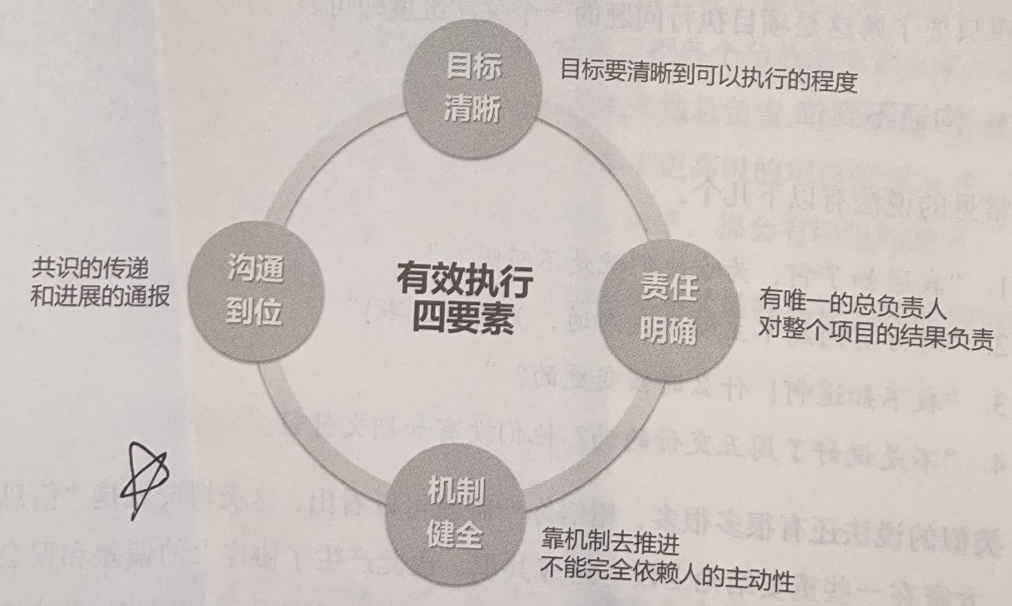 目标
清晰
目标要清晰到可以执行的程度
沟通
到位
共识的传递
和进展的通报
有效执行
四要素
责任
明确
有唯一的总负责人
对整个项目的结果负责
机制
健全
靠机制去推进
不能完全依赖人的主动性